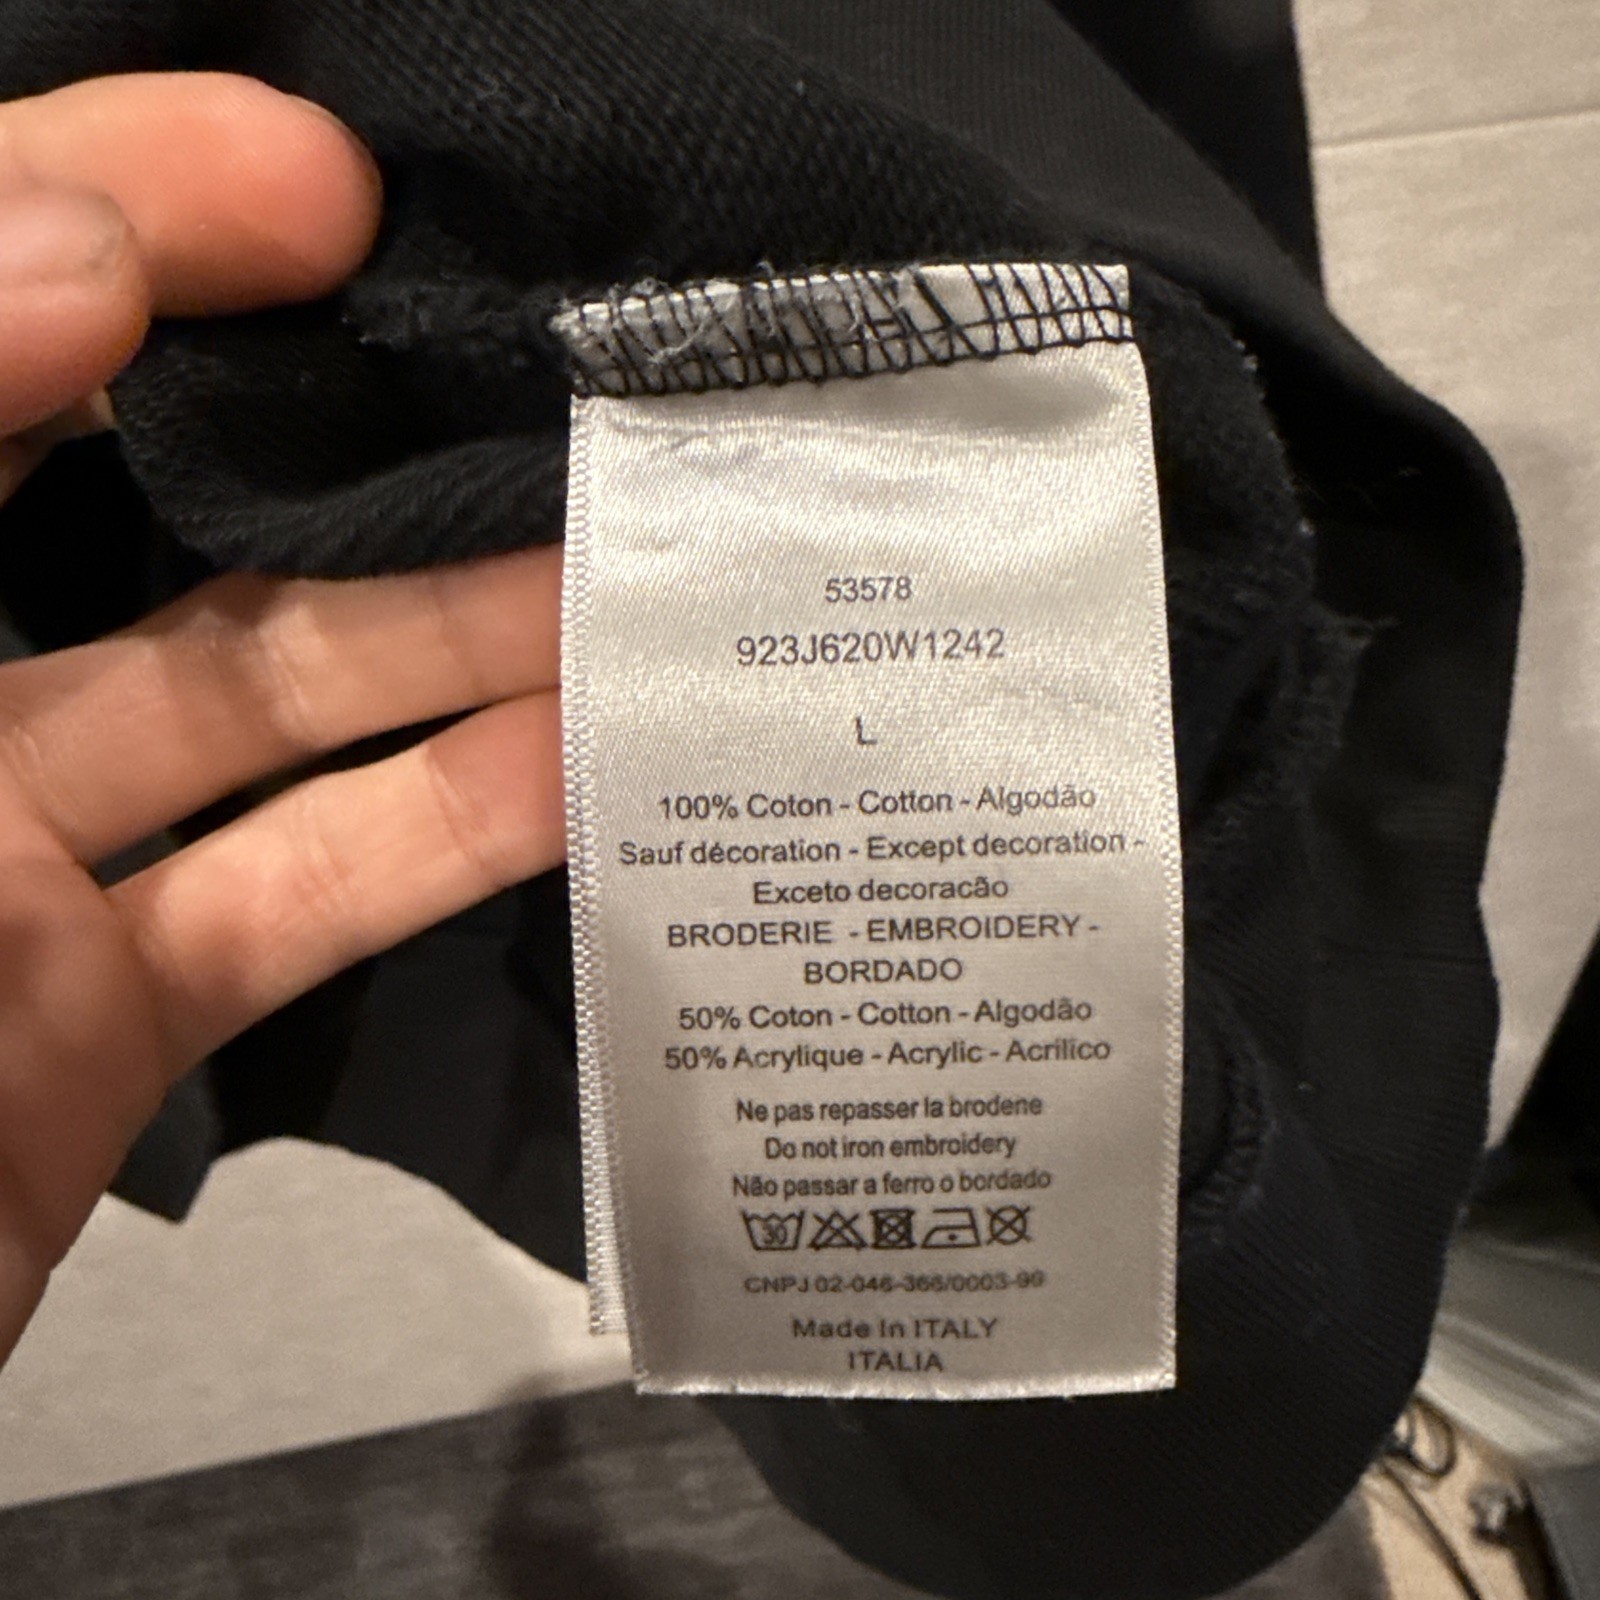 53578
923J620W1242
L
100% Coton - Cotton - Algodão
Sauf décoration - Except decoration -
Exceto decoracão
BRODERIE - EMBROIDERY -
BORDADO
50% Coton - Cotton - Algodão
50% Acrylique - Acrylic - Acrilico
Ne pas repasser la brodene
Do not iron embroidery
Não passar a ferro o bordado
30
CNPJ 02-046-366/0003-99
Made In ITALY
ITALIA